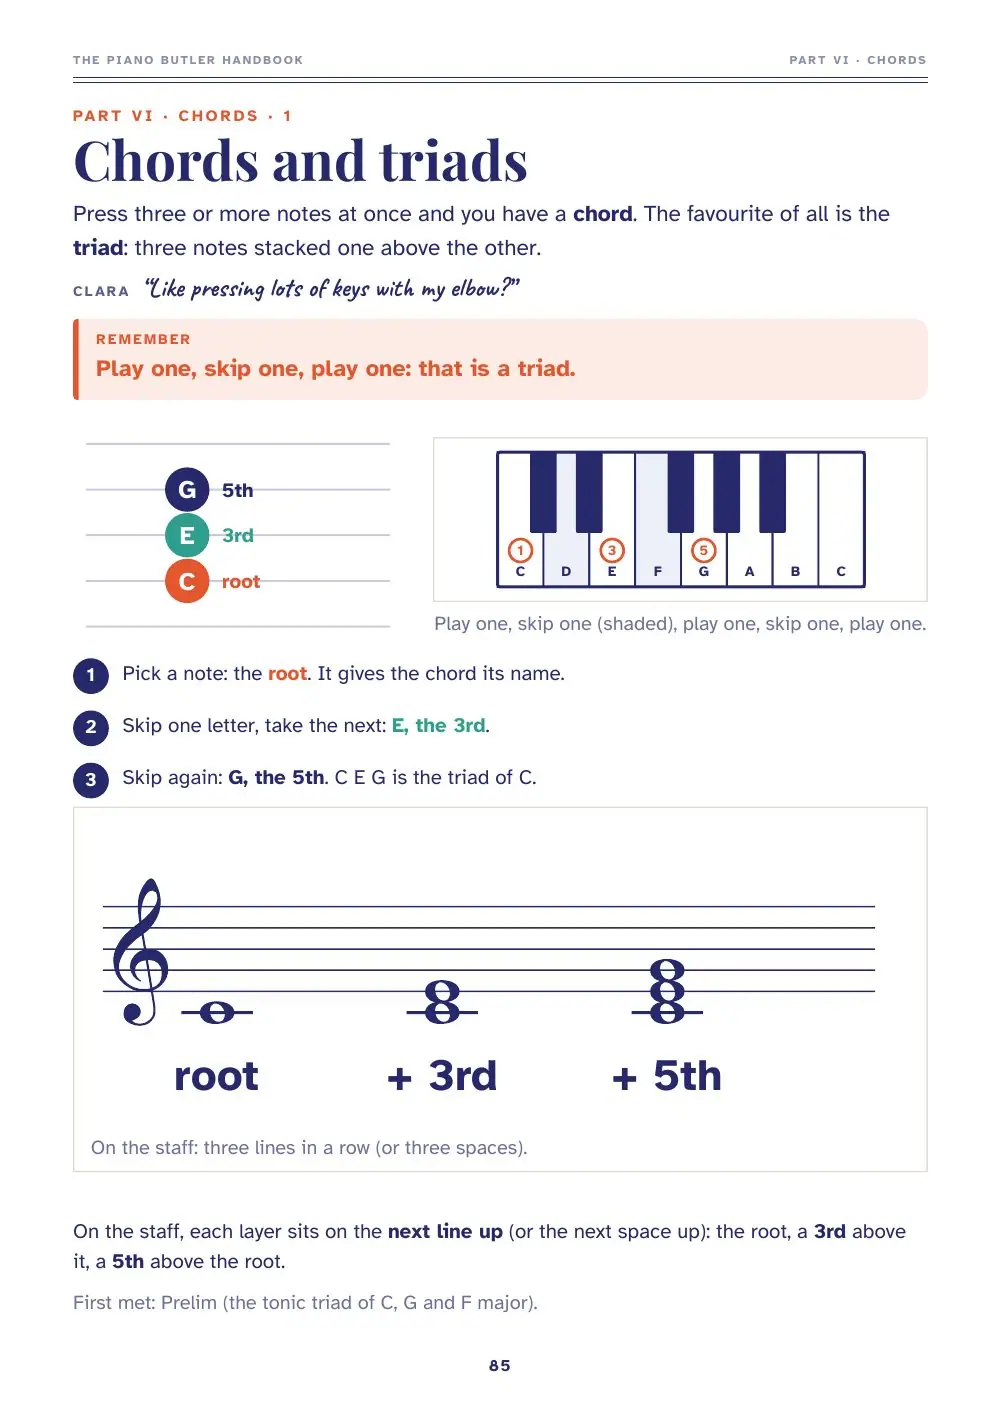 THE PIANO BUTLER HANDBOOK
PART VI · CHORDS
PART VI · CHORDS · 1
Chords and triads
Press three or more notes at once and you have a chord. The favourite of all is the
triad: three notes stacked one above the other.
CLARA “Like pressing lots of keys with my elbow?”
REMEMBER
Play one, skip one, play one: that is a triad.
G 5th
E 3rd
C root
1 3 5
C D E F G A B C
Play one, skip one (shaded), play one, skip one, play one.
1 Pick a note: the root. It gives the chord its name.
2 Skip one letter, take the next: E, the 3rd.
3 Skip again: G, the 5th. C E G is the triad of C.
root + 3rd + 5th
On the staff: three lines in a row (or three spaces).
On the staff, each layer sits on the next line up (or the next space up): the root, a 3rd above
it, a 5th above the root.
First met: Prelim (the tonic triad of C, G and F major).
85